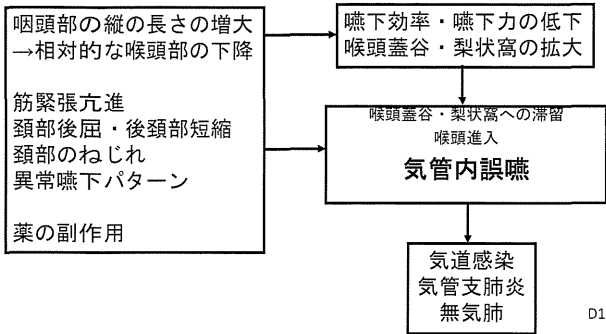 咽頭部の縦の長さの増大
→相対的な喉頭部の下降
筋緊張亢進
頚部後屈・後頚部短縮
頚部のねじれ
異常嚥下パターン
薬の副作用
嚥下効率・嚥下力の低下
喉頭蓋谷・梨状窩の拡大
喉頭蓋谷・梨状窩への滞留
喉頭進入
気管内誤嚥
気道感染
気管支肺炎
無気肺
D1